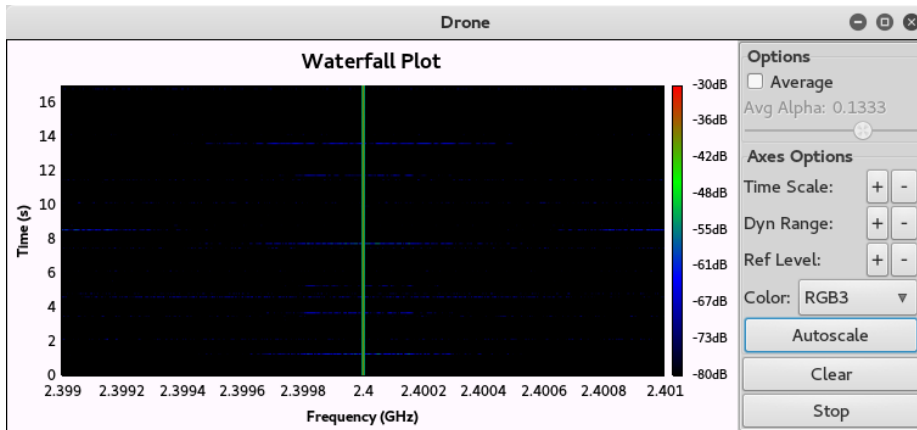 Drone
Waterfall Plot
16
14
12
10
8
6
4
2
0
Time (s)
2.399 2.3992 2.3994 2.3996 2.3998 2.4 2.4002 2.4004 2.4006 2.4008 2.401
Frequency (GHz)
-30dB
-36dB
-42dB
-48dB
-55dB
-61dB
-67dB
-73dB
-80dB
Options
Average
Avg Alpha: 0.1333
Axes Options
Time Scale: + -
Dyn Range: + -
Ref Level: + -
Color: RGB3
Autoscale
Clear
Stop